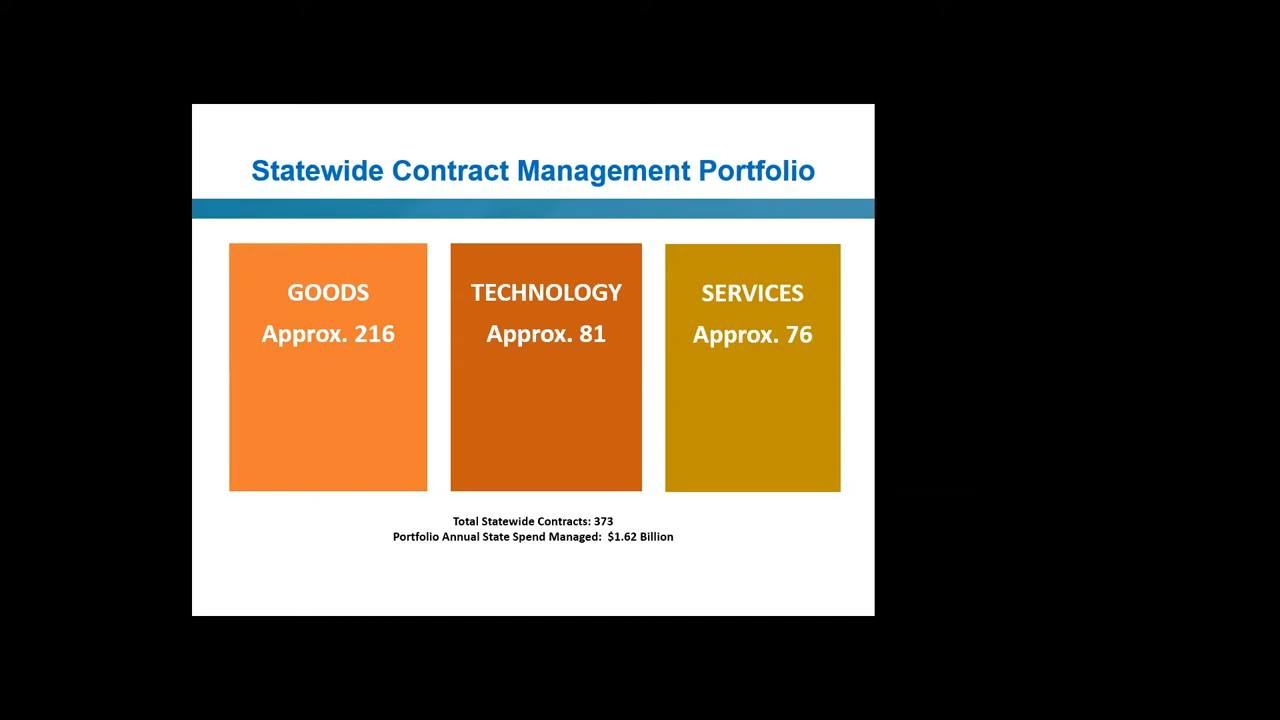 Statewide Contract Management Portfolio
GOODS
Approx. 216
TECHNOLOGY
Approx. 81
SERVICES
Approx. 76
Total Statewide Contracts: 373
Portfolio Annual State Spend Managed:  $1.62 Billion